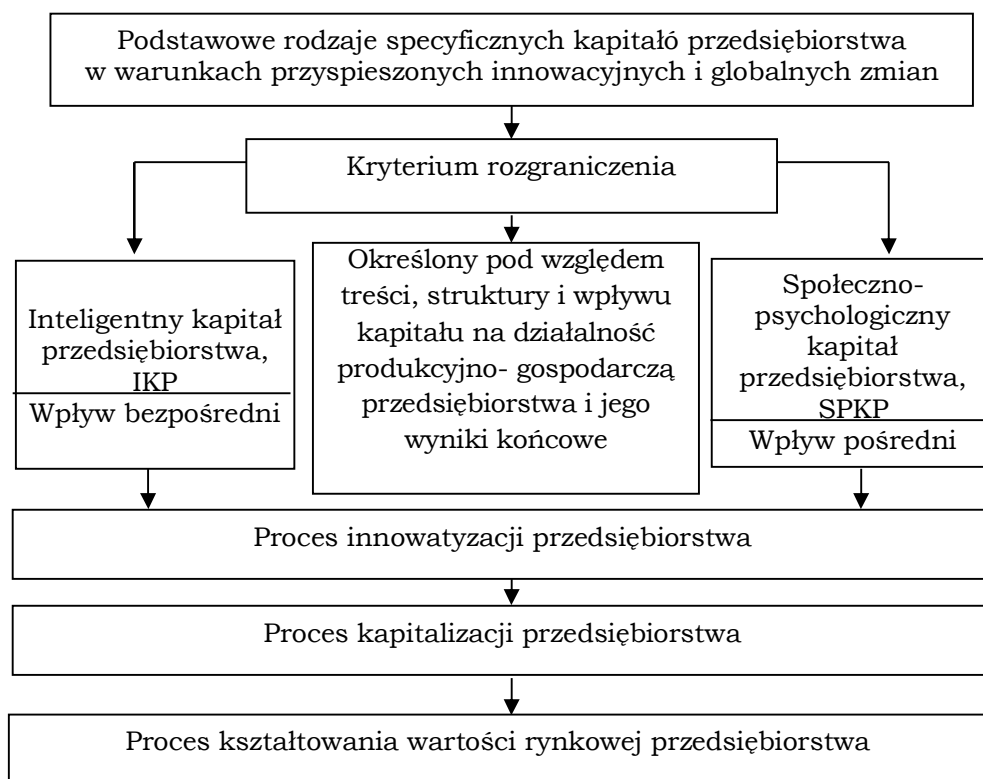 Podstawowe rodzaje specyficznych kapitałó przedsiębiorstwa
w warunkach przyspieszonych innowacyjnych i globalnych zmian
Kryterium rozgraniczenia
Inteligentny kapitał
przedsiębiorstwa,
IKP
Wpływ bezpośredni
Określony pod względem
treści, struktury i wpływu
kapitału na działalność
produkcyjno- gospodarczą
przedsiębiorstwa i jego
wyniki końcowe
Społeczno-
psychologiczny
kapitał
przedsiębiorstwa,
SPKP
Wpływ pośredni
Proces innowatyzacji przedsiębiorstwa
Proces kapitalizacji przedsiębiorstwa
Proces kształtowania wartości rynkowej przedsiębiorstwa